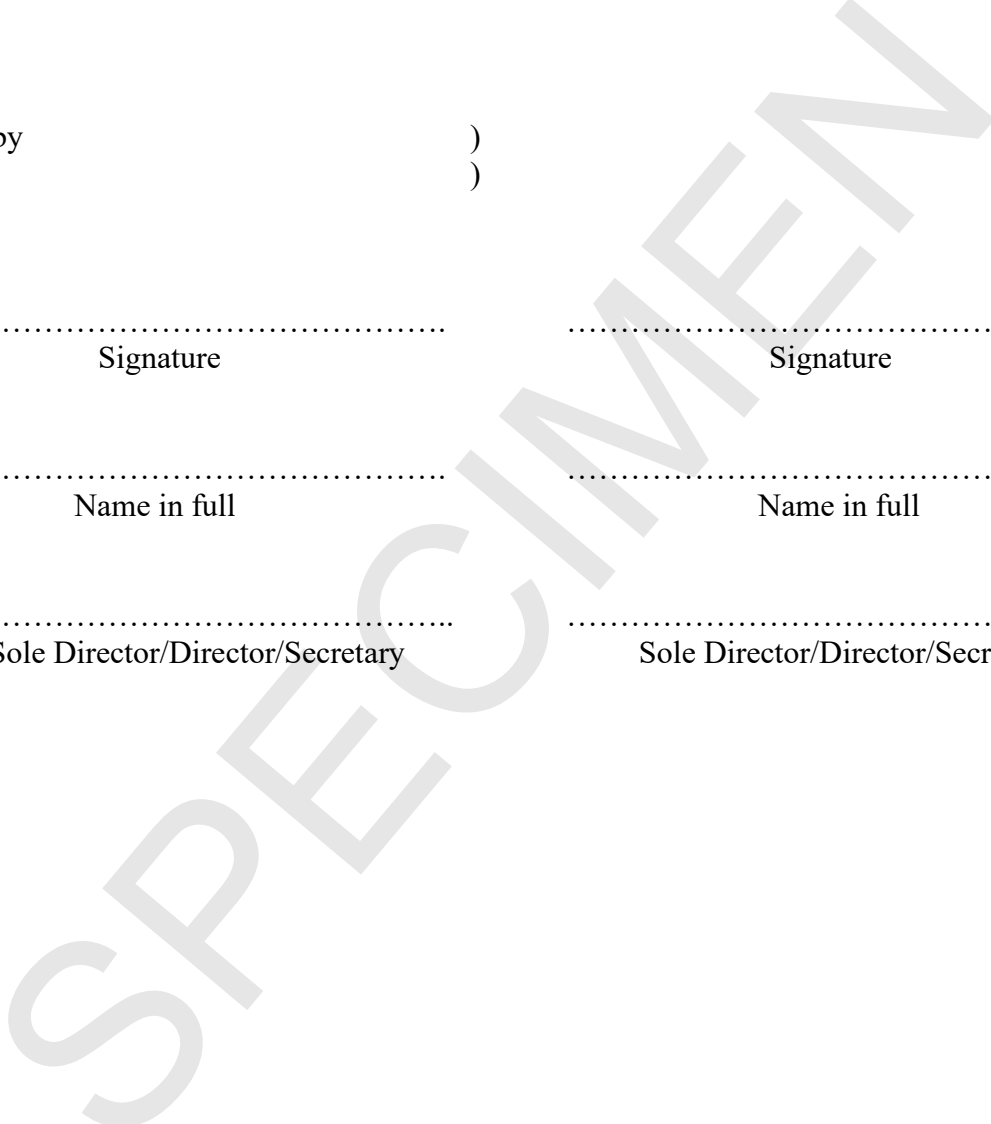 by )
)
…………………………………. ………………………………….
Signature Signature
…………………………………. ………………………………….
Name in full Name in full
………………………………….. ………………………………….
Sole Director/Director/Secretary Sole Director/Director/Secr
SPECIMEN